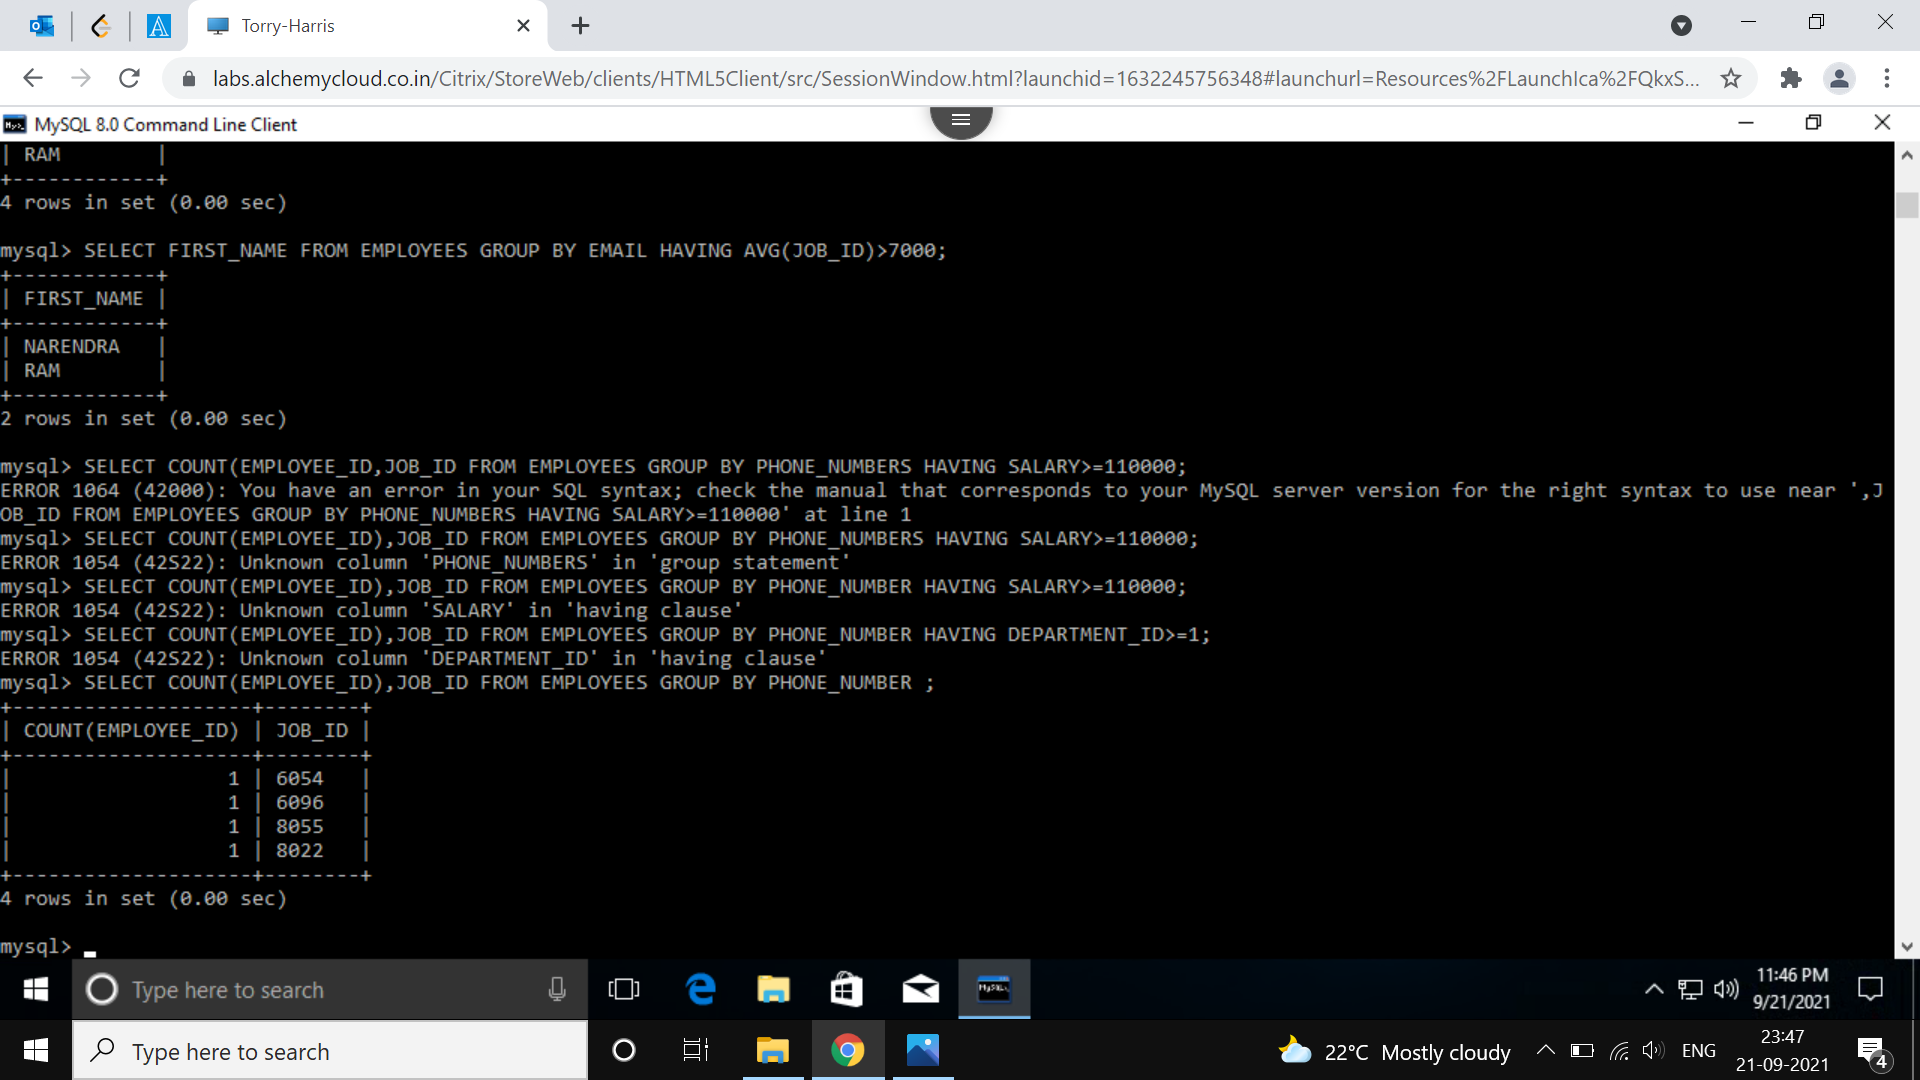 Torry-Harris
labs.alchemycloud.co.in/Citrix/StoreWeb/clients/HTML5Client/src/SessionWindow.html?launchid=1632245756348#launchurl=Resources%2FLaunchIca%2FQkxS...
MySQL 8.0 Command Line Client
| RAM        |
+------------+
4 rows in set (0.00 sec)
mysql> SELECT FIRST_NAME FROM EMPLOYEES GROUP BY EMAIL HAVING AVG(JOB_ID)>7000;
+------------+
| FIRST_NAME |
+------------+
| NARENDRA   |
| RAM        |
+------------+
2 rows in set (0.00 sec)
mysql> SELECT COUNT(EMPLOYEE_ID,JOB_ID FROM EMPLOYEES GROUP BY PHONE_NUMBERS HAVING SALARY>=110000;
ERROR 1064 (42000): You have an error in your SQL syntax; check the manual that corresponds to your MySQL server version for the right syntax to use near ',J
OB_ID FROM EMPLOYEES GROUP BY PHONE_NUMBERS HAVING SALARY>=110000' at line 1
mysql> SELECT COUNT(EMPLOYEE_ID),JOB_ID FROM EMPLOYEES GROUP BY PHONE_NUMBERS HAVING SALARY>=110000;
ERROR 1054 (42S22): Unknown column 'PHONE_NUMBERS' in 'group statement'
mysql> SELECT COUNT(EMPLOYEE_ID),JOB_ID FROM EMPLOYEES GROUP BY PHONE_NUMBER HAVING SALARY>=110000;
ERROR 1054 (42S22): Unknown column 'SALARY' in 'having clause'
mysql> SELECT COUNT(EMPLOYEE_ID),JOB_ID FROM EMPLOYEES GROUP BY PHONE_NUMBER HAVING DEPARTMENT_ID>=1;
ERROR 1054 (42S22): Unknown column 'DEPARTMENT_ID' in 'having clause'
mysql> SELECT COUNT(EMPLOYEE_ID),JOB_ID FROM EMPLOYEES GROUP BY PHONE_NUMBER ;
+--------------------+--------+
| COUNT(EMPLOYEE_ID) | JOB_ID |
+--------------------+--------+
|                  1 | 6054   |
|                  1 | 6096   |
|                  1 | 8055   |
|                  1 | 8022   |
+--------------------+--------+
4 rows in set (0.00 sec)
mysql>
Type here to search
11:46 PM
9/21/2021
Type here to search
22°C Mostly cloudy
ENG
23:47
21-09-2021
4